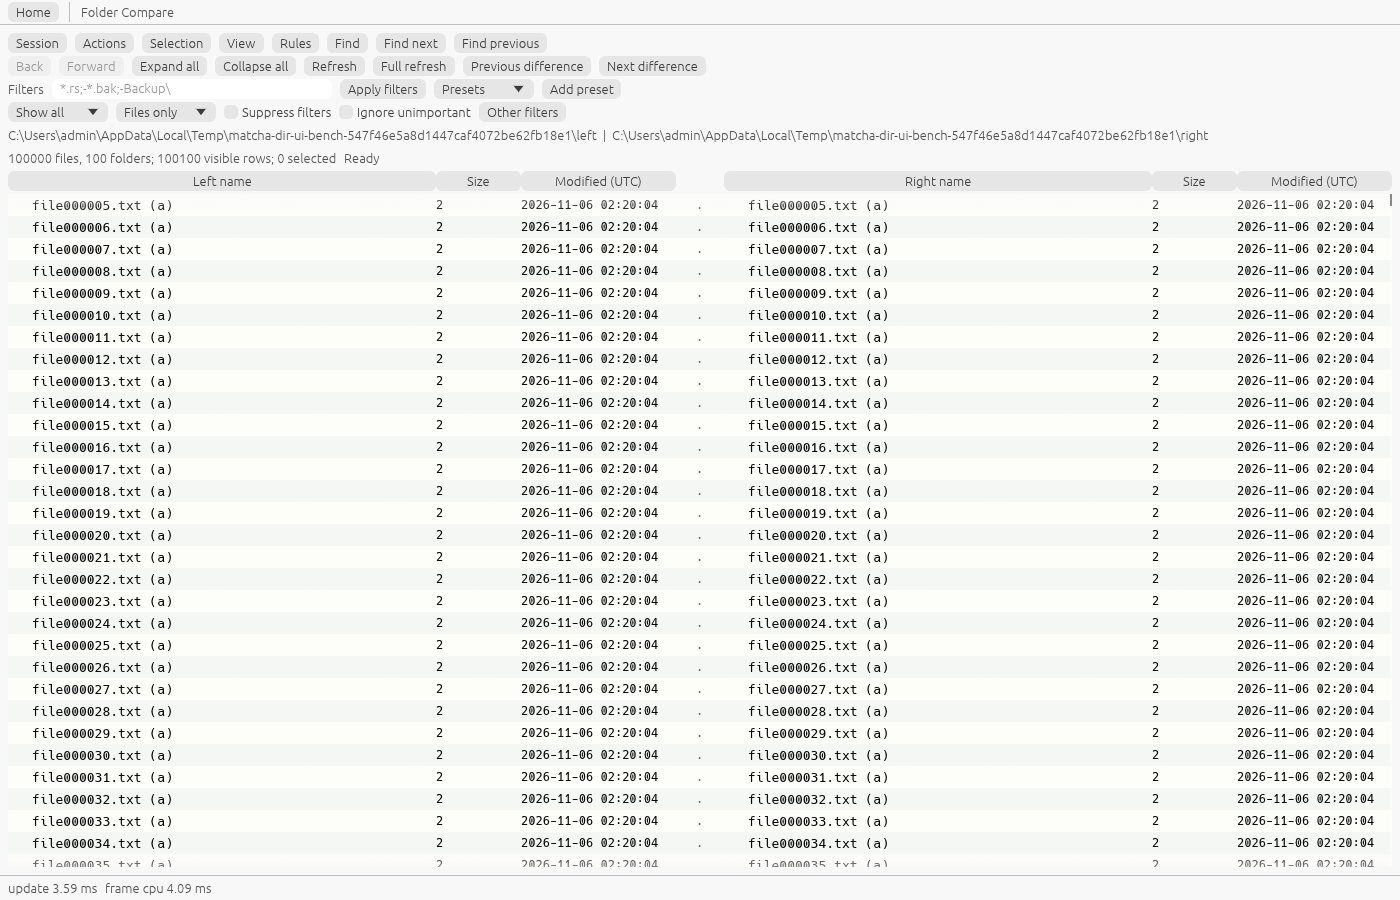 Home Folder Compare
Session Actions Selection View Rules Find Find next Find previous
Back Forward Expand all Collapse all Refresh Full refresh Previous difference Next difference
Filters *.rs;-*.bak;-Backup\ Apply filters Presets Add preset
Show all Files only Suppress filters Ignore unimportant Other filters
C:\Users\admin\AppData\Local\Temp\matcha-dir-ui-bench-547f46e5a8d1447caf4072be62fb18e1\left | C:\Users\admin\AppData\Local\Temp\matcha-dir-ui-bench-547f46e5a8d1447caf4072be62fb18e1\right
100000 files, 100 folders; 100100 visible rows; 0 selected Ready
Left name Size Modified (UTC) Right name Size Modified (UTC)
file000005.txt (a) 2 2026-11-06 02:20:04 . file000005.txt (a) 2 2026-11-06 02:20:04
file000006.txt (a) 2 2026-11-06 02:20:04 . file000006.txt (a) 2 2026-11-06 02:20:04
file000007.txt (a) 2 2026-11-06 02:20:04 . file000007.txt (a) 2 2026-11-06 02:20:04
file000008.txt (a) 2 2026-11-06 02:20:04 . file000008.txt (a) 2 2026-11-06 02:20:04
file000009.txt (a) 2 2026-11-06 02:20:04 . file000009.txt (a) 2 2026-11-06 02:20:04
file000010.txt (a) 2 2026-11-06 02:20:04 . file000010.txt (a) 2 2026-11-06 02:20:04
file000011.txt (a) 2 2026-11-06 02:20:04 . file000011.txt (a) 2 2026-11-06 02:20:04
file000012.txt (a) 2 2026-11-06 02:20:04 . file000012.txt (a) 2 2026-11-06 02:20:04
file000013.txt (a) 2 2026-11-06 02:20:04 . file000013.txt (a) 2 2026-11-06 02:20:04
file000014.txt (a) 2 2026-11-06 02:20:04 . file000014.txt (a) 2 2026-11-06 02:20:04
file000015.txt (a) 2 2026-11-06 02:20:04 . file000015.txt (a) 2 2026-11-06 02:20:04
file000016.txt (a) 2 2026-11-06 02:20:04 . file000016.txt (a) 2 2026-11-06 02:20:04
file000017.txt (a) 2 2026-11-06 02:20:04 . file000017.txt (a) 2 2026-11-06 02:20:04
file000018.txt (a) 2 2026-11-06 02:20:04 . file000018.txt (a) 2 2026-11-06 02:20:04
file000019.txt (a) 2 2026-11-06 02:20:04 . file000019.txt (a) 2 2026-11-06 02:20:04
file000020.txt (a) 2 2026-11-06 02:20:04 . file000020.txt (a) 2 2026-11-06 02:20:04
file000021.txt (a) 2 2026-11-06 02:20:04 . file000021.txt (a) 2 2026-11-06 02:20:04
file000022.txt (a) 2 2026-11-06 02:20:04 . file000022.txt (a) 2 2026-11-06 02:20:04
file000023.txt (a) 2 2026-11-06 02:20:04 . file000023.txt (a) 2 2026-11-06 02:20:04
file000024.txt (a) 2 2026-11-06 02:20:04 . file000024.txt (a) 2 2026-11-06 02:20:04
file000025.txt (a) 2 2026-11-06 02:20:04 . file000025.txt (a) 2 2026-11-06 02:20:04
file000026.txt (a) 2 2026-11-06 02:20:04 . file000026.txt (a) 2 2026-11-06 02:20:04
file000027.txt (a) 2 2026-11-06 02:20:04 . file000027.txt (a) 2 2026-11-06 02:20:04
file000028.txt (a) 2 2026-11-06 02:20:04 . file000028.txt (a) 2 2026-11-06 02:20:04
file000029.txt (a) 2 2026-11-06 02:20:04 . file000029.txt (a) 2 2026-11-06 02:20:04
file000030.txt (a) 2 2026-11-06 02:20:04 . file000030.txt (a) 2 2026-11-06 02:20:04
file000031.txt (a) 2 2026-11-06 02:20:04 . file000031.txt (a) 2 2026-11-06 02:20:04
file000032.txt (a) 2 2026-11-06 02:20:04 . file000032.txt (a) 2 2026-11-06 02:20:04
file000033.txt (a) 2 2026-11-06 02:20:04 . file000033.txt (a) 2 2026-11-06 02:20:04
file000034.txt (a) 2 2026-11-06 02:20:04 . file000034.txt (a) 2 2026-11-06 02:20:04
file000035.txt (a) 2 2026-11-06 02:20:04 file000035.txt (a) 2 2026-11-06 02:20:04
update 3.59 ms frame cpu 4.09 ms